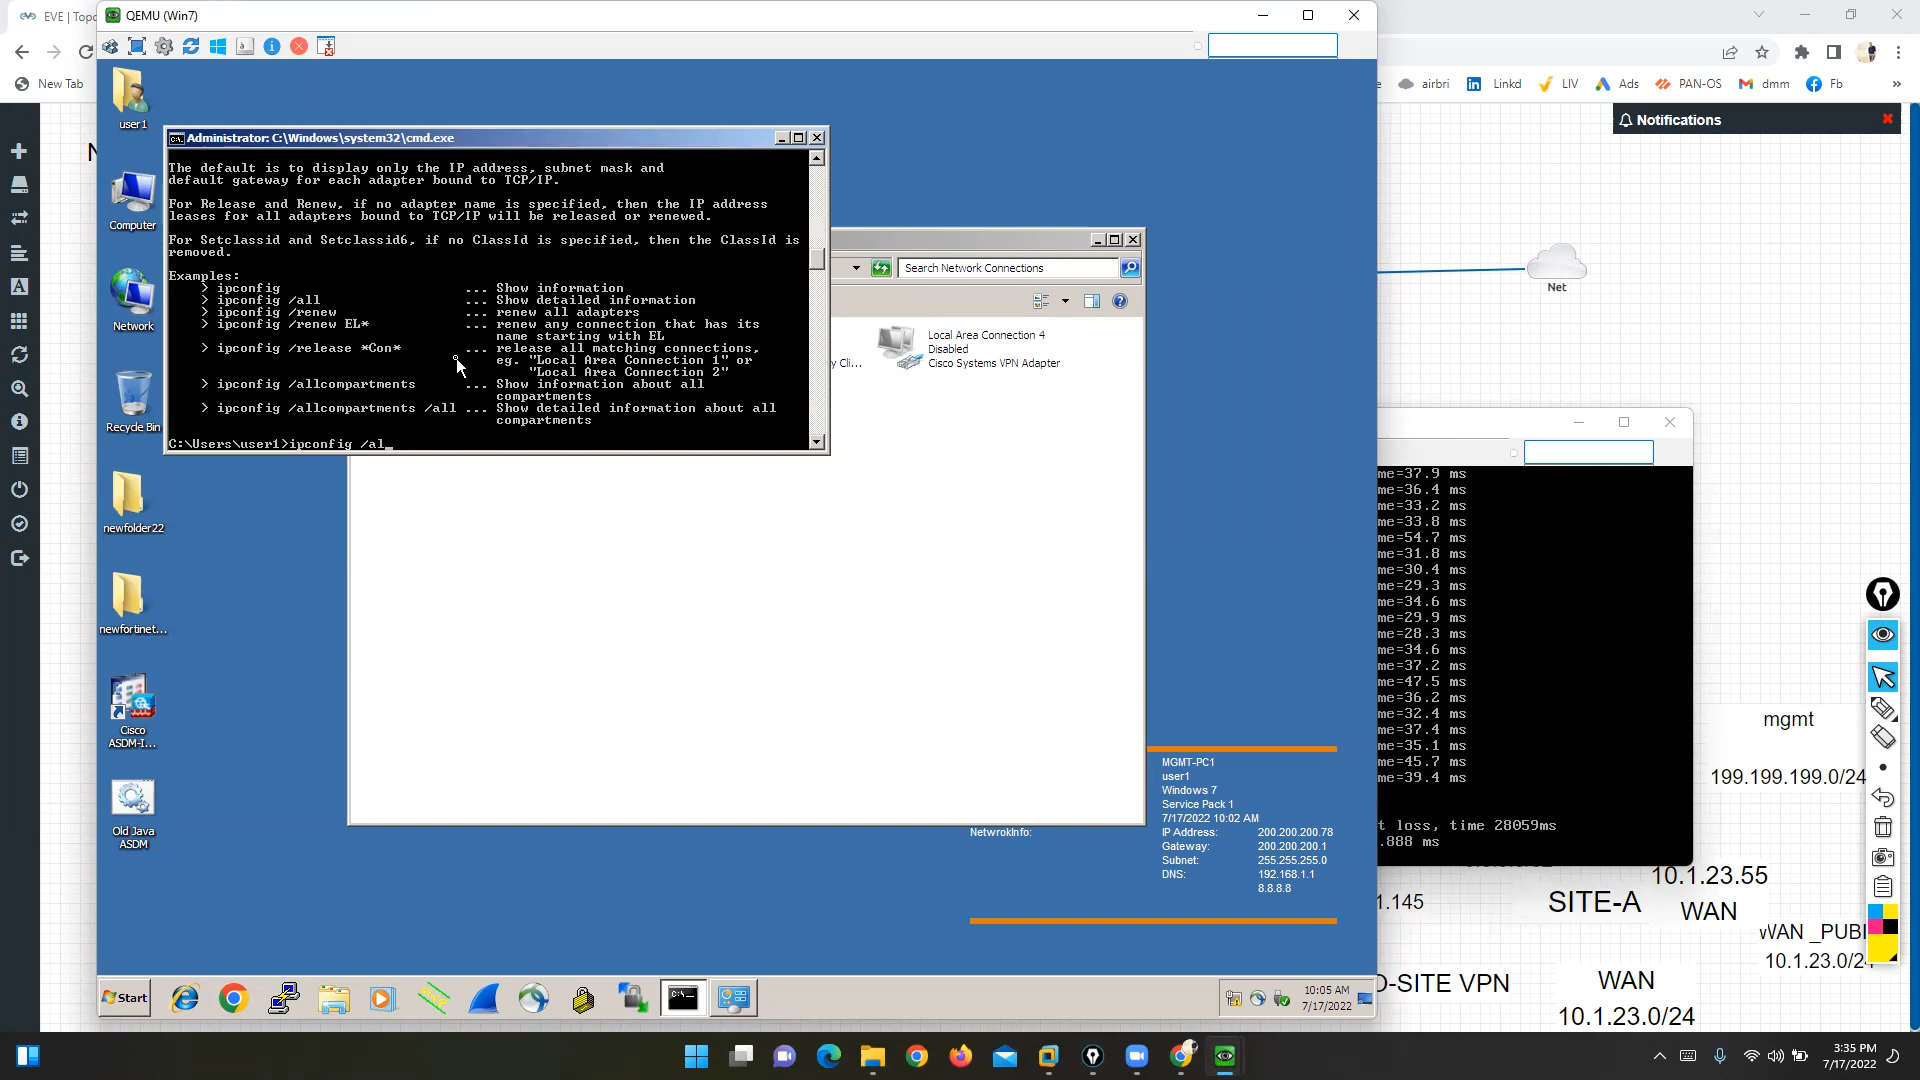 EVE | Topo
QEMU (Win7)
New Tab
airbri
Linkd
LIV
Ads
PAN-OS
dmm
Fb
»
Notifications
user1
Computer
Network
Recycle Bin
newfolder22
newfortinet...
Cisco
ASDM-I...
Old Java
ASDM
Administrator: C:\Windows\system32\cmd.exe
The default is to display only the IP address, subnet mask and
default gateway for each adapter bound to TCP/IP.
For Release and Renew, if no adapter name is specified, then the IP address
leases for all adapters bound to TCP/IP will be released or renewed.
For Setclassid and Setclassid6, if no ClassId is specified, then the ClassId is
removed.
Examples:
> ipconfig ... Show information
> ipconfig /all ... Show detailed information
> ipconfig /renew ... renew all adapters
> ipconfig /renew EL* ... renew any connection that has its
name starting with EL
> ipconfig /release *Con* ... release all matching connections,
eg. "Local Area Connection 1" or
"Local Area Connection 2"
> ipconfig /allcompartments ... Show information about all
compartments
> ipconfig /allcompartments /all ... Show detailed information about all
compartments
C:\Users\user1>ipconfig /al_
Search Network Connections
y Cli...
Local Area Connection 4
Disabled
Cisco Systems VPN Adapter
Net
me=37.9 ms
me=36.4 ms
me=33.2 ms
me=33.8 ms
me=54.7 ms
me=31.8 ms
me=30.4 ms
me=29.3 ms
me=34.6 ms
me=29.9 ms
me=28.3 ms
me=34.6 ms
me=37.2 ms
me=47.5 ms
me=36.2 ms
me=32.4 ms
me=37.4 ms
me=35.1 ms
me=45.7 ms
me=39.4 ms
t loss, time 28059ms
.888 ms
mgmt
199.199.199.0/24
10.1.23.55
1.145
SITE-A
WAN
WAN _PUBI
10.1.23.0/24
O-SITE VPN
WAN
10.1.23.0/24
MGMT-PC1
user1
Windows 7
Service Pack 1
7/17/2022 10:02 AM
NetwrokInfo:
IP Address: 200.200.200.78
Gateway: 200.200.200.1
Subnet: 255.255.255.0
DNS: 192.168.1.1
8.8.8.8
Start
10:05 AM
7/17/2022
3:35 PM
7/17/2022